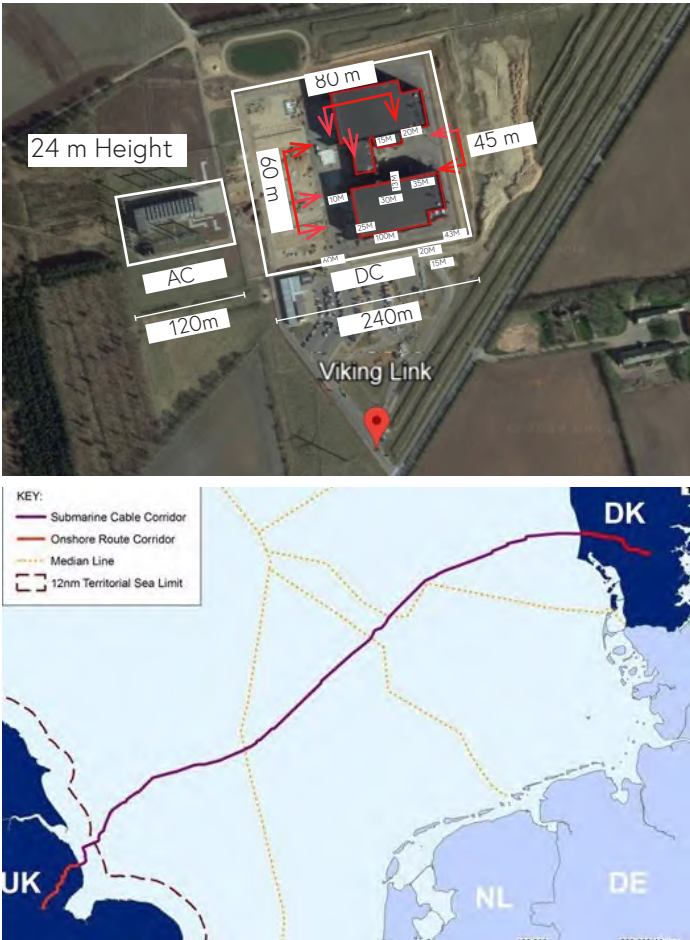 80 m
24 m Height
60 m
45 m
15M
20M
13M
35M
10M
30M
25M
100M
43M
60M
20M
15M
AC
DC
120m
240m
Viking Link
KEY:
Submarine Cable Corridor
Onshore Route Corridor
Median Line
12nm Territorial Sea Limit
DK
UK
NL
DE